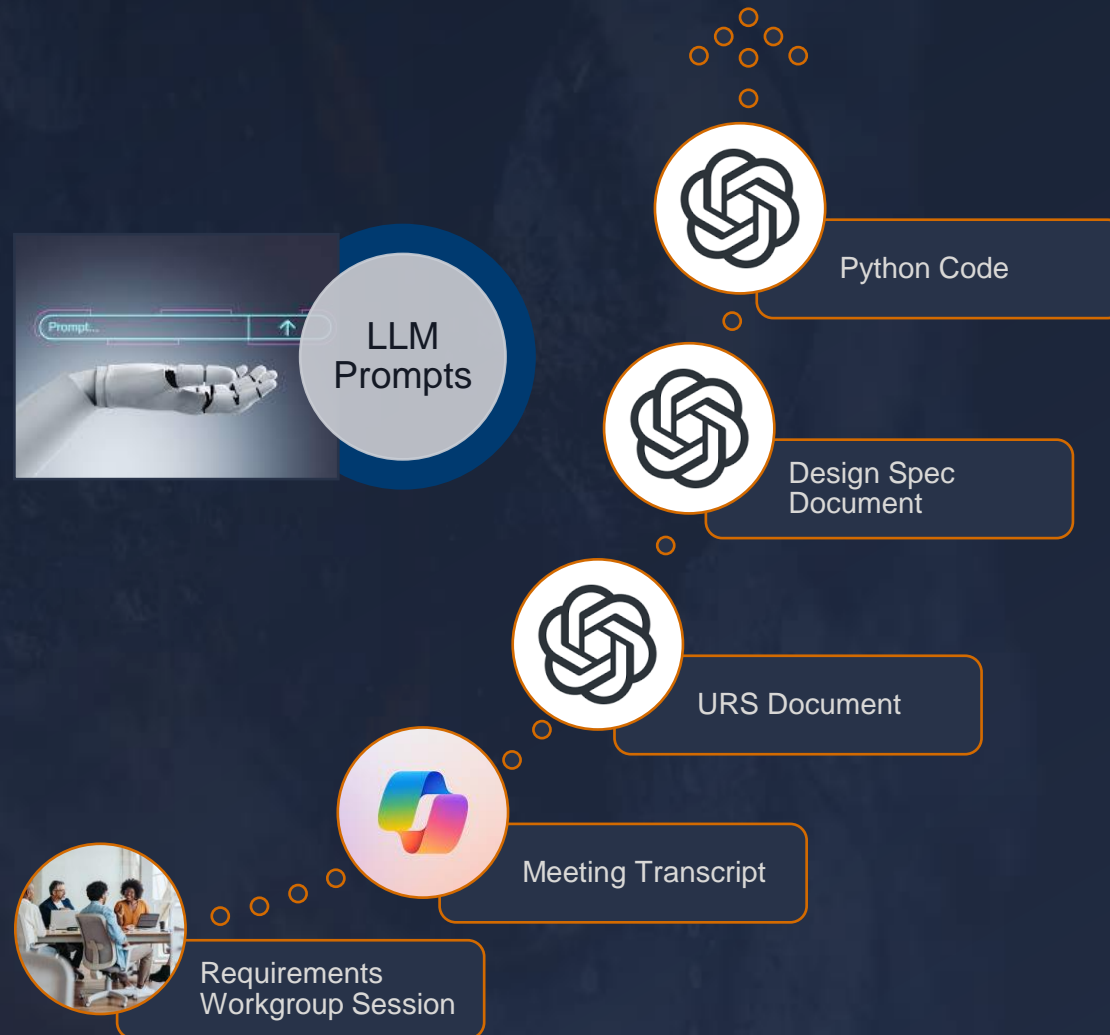 Python Code
Prompt...
LLM
Prompts
Design Spec
Document
URS Document
Meeting Transcript
Requirements
Workgroup Session